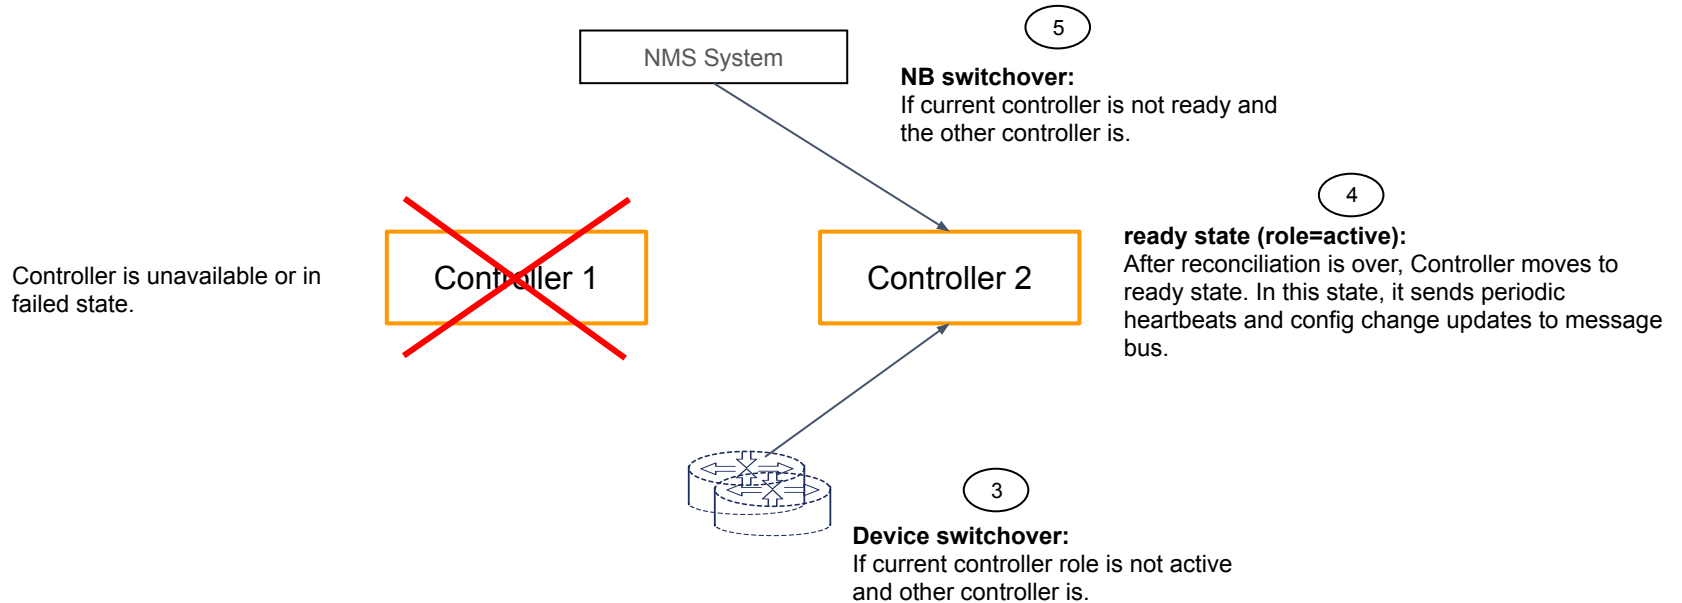 NMS System
5
NB switchover:
If current controller is not ready and
the other controller is.
4
ready state (role=active):
After reconciliation is over, Controller moves to
ready state. In this state, it sends periodic
heartbeats and config change updates to message
bus.
Controller is unavailable or in
failed state.
Controller 1
Controller 2
3
Device switchover:
If current controller role is not active
and other controller is.